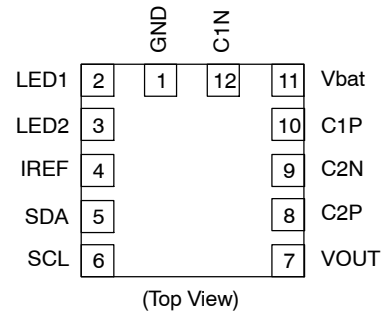 GND C1N
LED1 2 1 12 11 Vbat
LED2 3 10 C1P
IREF 4 9 C2N
SDA 5 8 C2P
SCL 6 7 VOUT
(Top View)